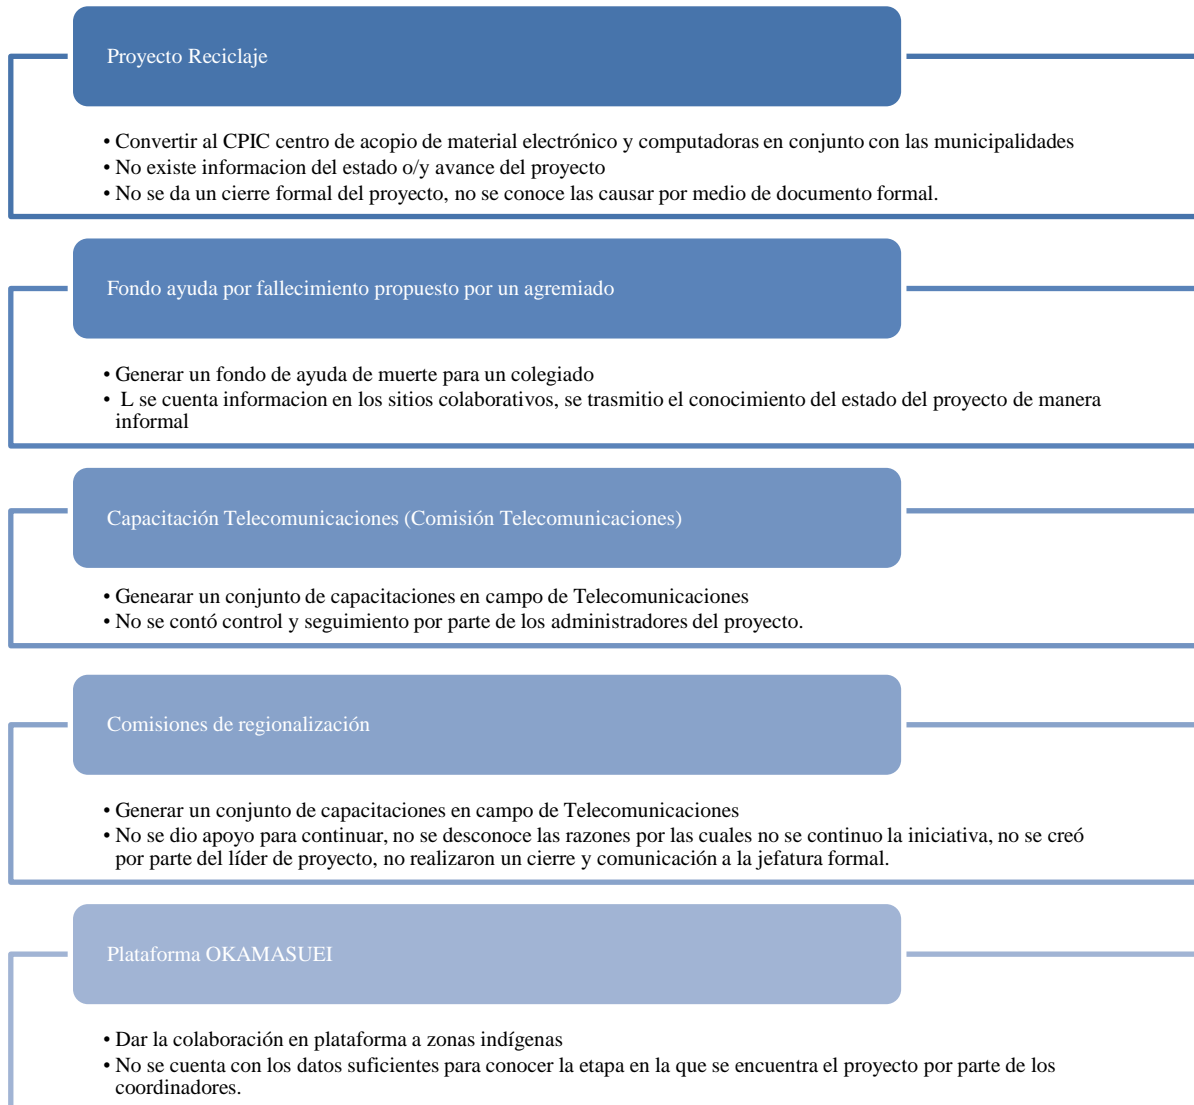 Proyecto Reciclaje
• Convertir al CPIC centro de acopio de material electrónico y computadoras en conjunto con las municipalidades
• No existe informacion del estado o/y avance del proyecto
• No se da un cierre formal del proyecto, no se conoce las causar por medio de documento formal.
Fondo ayuda por fallecimiento propuesto por un agremiado
• Generar un fondo de ayuda de muerte para un colegiado
• L se cuenta informacion en los sitios colaborativos, se trasmitio el conocimiento del estado del proyecto de manera
informal
Capacitación Telecomunicaciones (Comisión Telecomunicaciones)
• Genearar un conjunto de capacitaciones en campo de Telecomunicaciones
• No se contó control y seguimiento por parte de los administradores del proyecto.
Comisiones de regionalización
• Generar un conjunto de capacitaciones en campo de Telecomunicaciones
• No se dio apoyo para continuar, no se desconoce las razones por las cuales no se continuo la iniciativa, no se creó
por parte del líder de proyecto, no realizaron un cierre y comunicación a la jefatura formal.
Plataforma OKAMASUEI
• Dar la colaboración en plataforma a zonas indígenas
• No se cuenta con los datos suficientes para conocer la etapa en la que se encuentra el proyecto por parte de los
coordinadores.